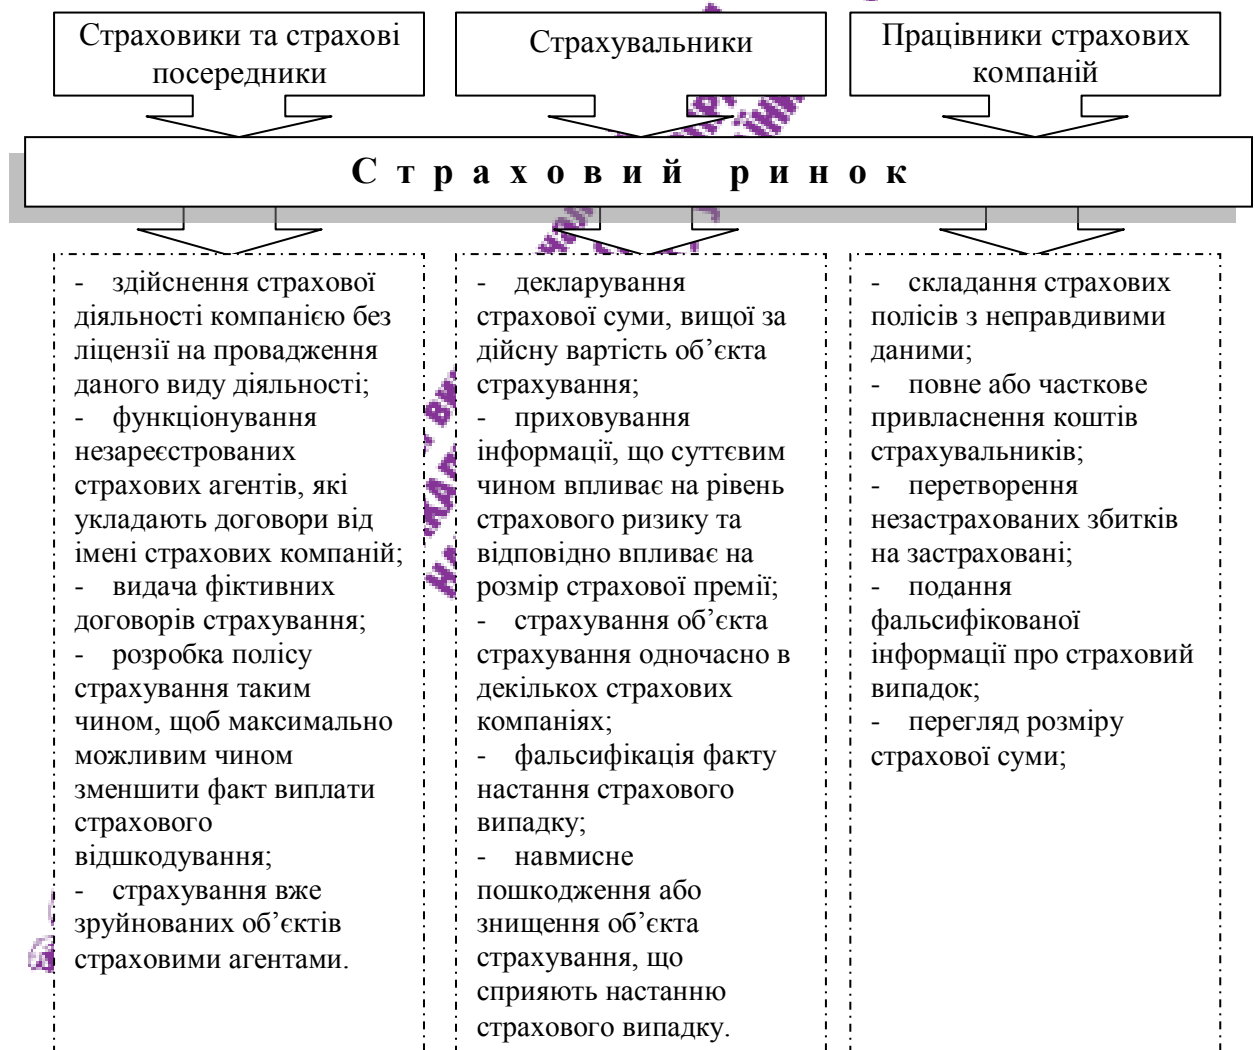 Страховики та страхові
посередники
Страхувальники
Працівники страхових
компаній
Страховий ринок
- здійснення страхової
діяльності компанією без
ліцензії на провадження
даного виду діяльності;
- функціонування
незареєстрованих
страхових агентів, які
укладають договори від
імені страхових компаній;
- видача фіктивних
договорів страхування;
- розробка полісу
страхування таким
чином, щоб максимально
можливим чином
зменшити факт виплати
страхового
відшкодування;
- страхування вже
зруйнованих об’єктів
страховими агентами.
- декларування
страхової суми, вищої за
дійсну вартість об’єкта
страхування;
- приховування
інформації, що суттєвим
чином впливає на рівень
страхового ризику та
відповідно впливає на
розмір страхової премії;
- страхування об’єкта
страхування одночасно в
декількох страхових
компаніях;
- фальсифікація факту
настання страхового
випадку;
- навмисне
пошкодження або
знищення об’єкта
страхування, що
сприяють настанню
страхового випадку.
- складання страхових
полісів з неправдивими
даними;
- повне або часткове
привласнення коштів
страхувальників;
- перетворення
незастрахованих збитків
на застраховані;
- подання
фальсифікованої
інформації про страховий
випадок;
- перегляд розміру
страхової суми;